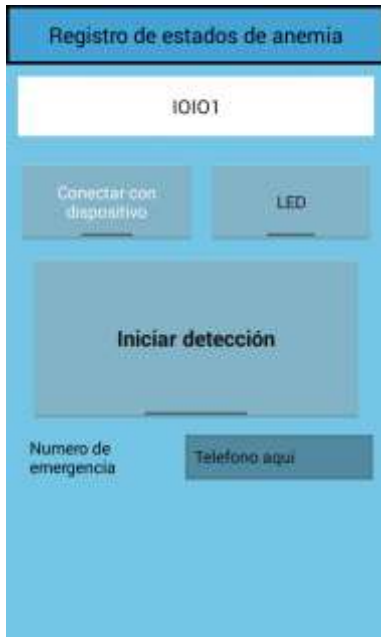 Registro de estados de anemia
IOIO1
Conectar con
dispositivo
LED
Iniciar detección
Numero de
emergencia
Telefono aqui